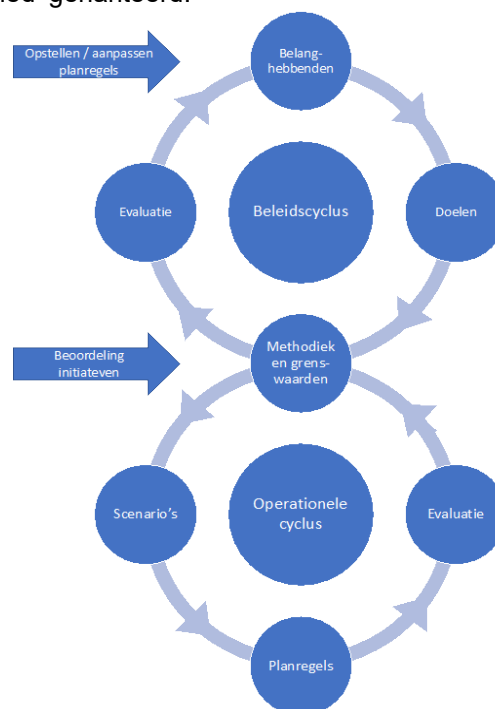 gehanteerd.
Opstellen / aanpassen
planregels
Belang-
hebbenden
Evaluatie
Beleidscyclus
Doelen
Beoordeling
initiateven
Methodiek
en grens-
waarden
Scenario's
Operationele
cyclus
Evaluatie
Planregels